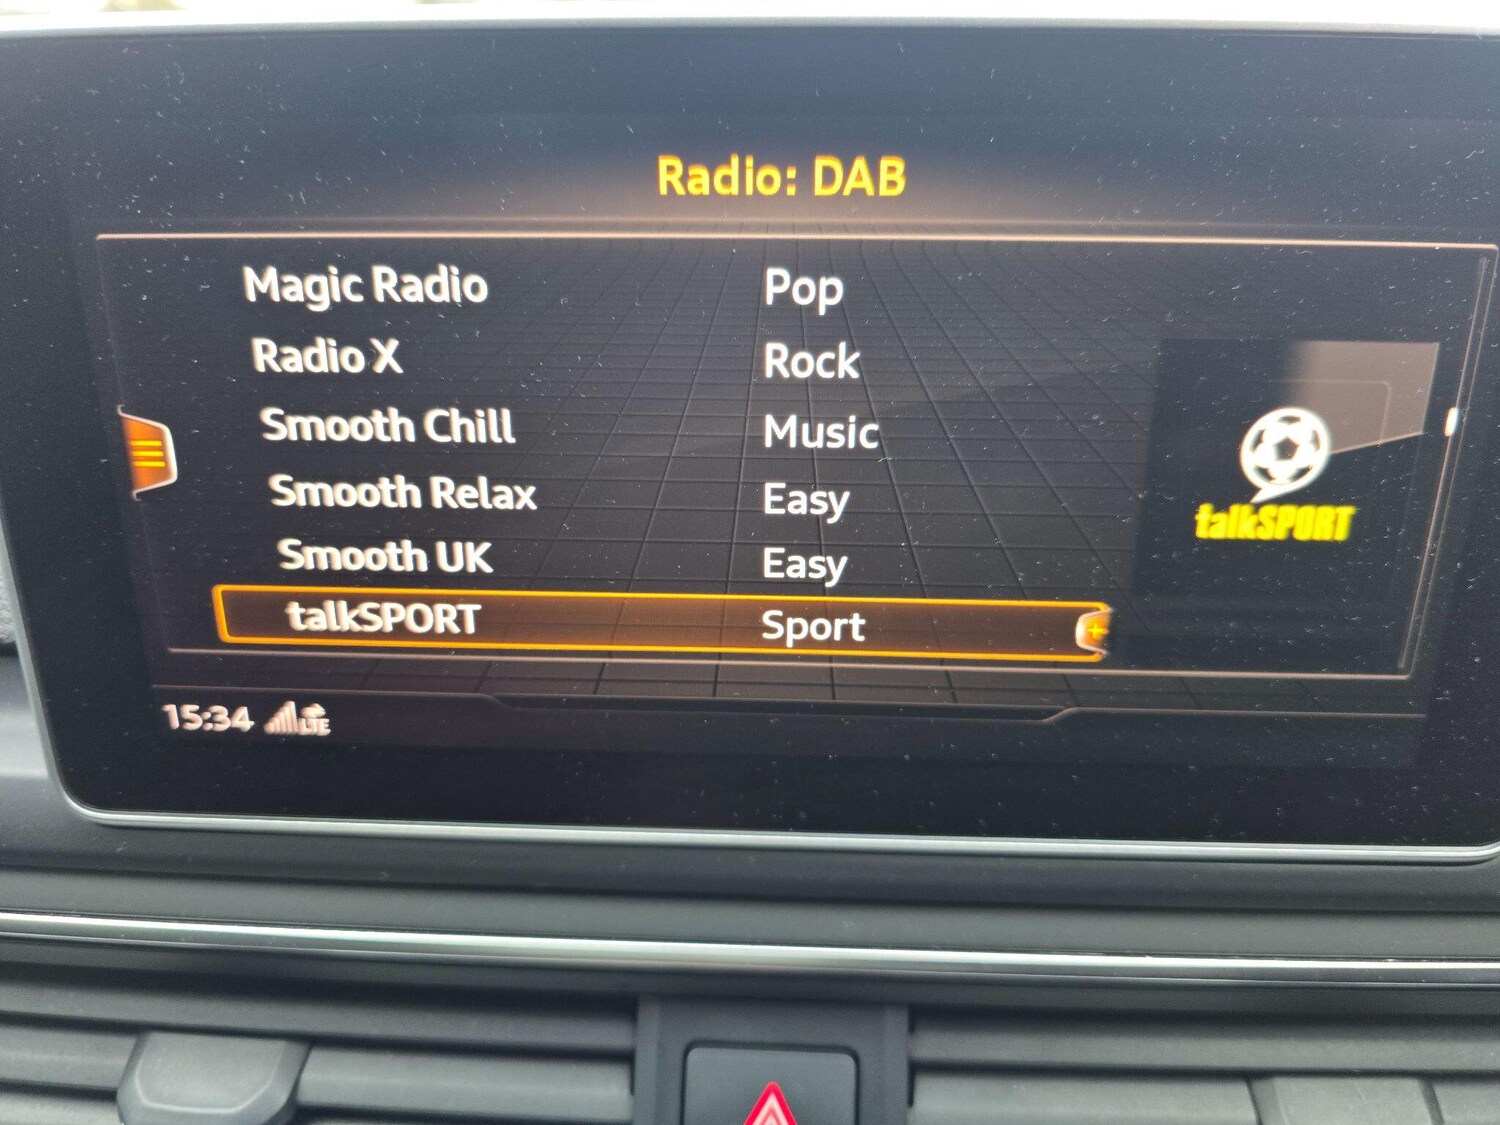 Radio: DAB
Magic Radio Pop
Radio X Rock
Smooth Chill Music
Smooth Relax Easy
Smooth UK Easy
talkSPORT Sport
talkSPORT
15:34 LTE